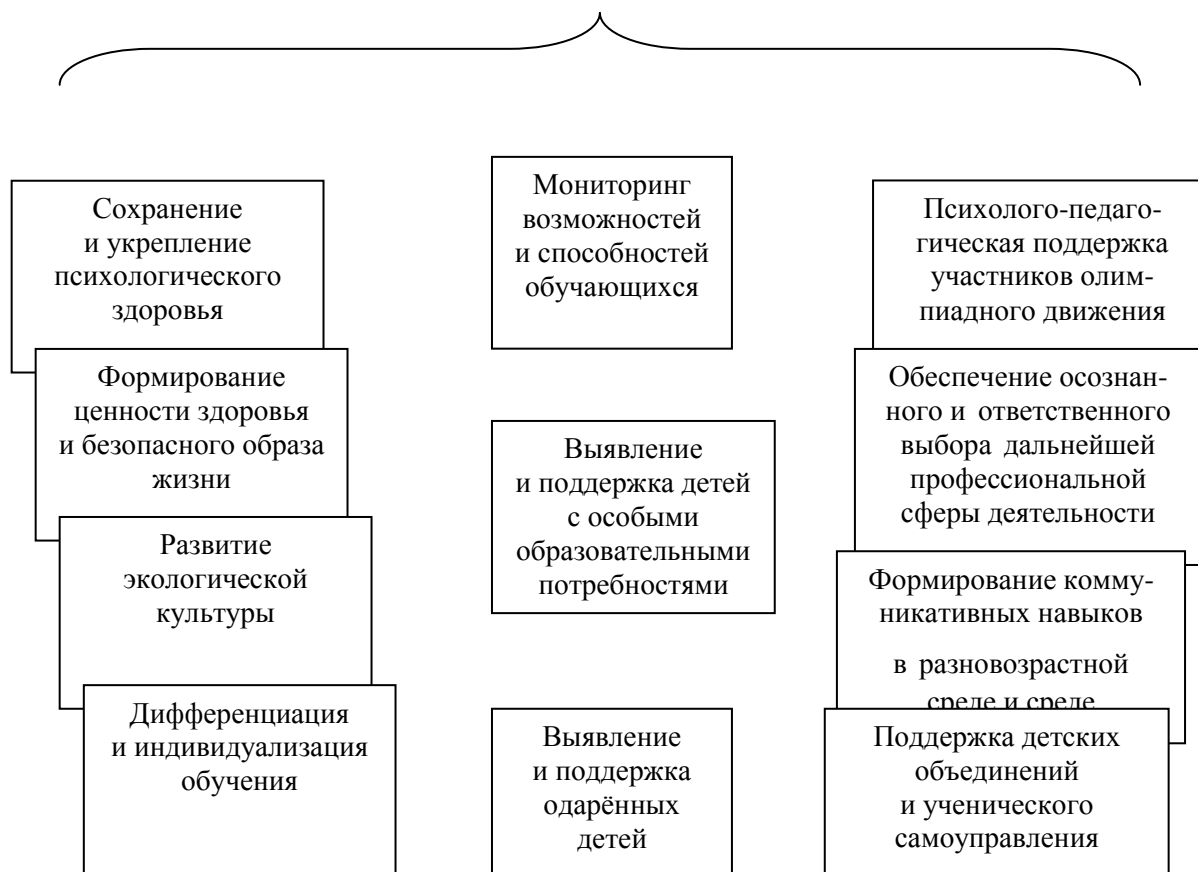 Сохранение
и укрепление
психологического
здоровья
Формирование
ценности здоровья
и безопасного образа
жизни
Развитие
экологической
культуры
Дифференциация
и индивидуализация
обучения
Мониторинг
возможностей
и способностей
обучающихся
Выявление
и поддержка детей
с особыми
образовательными
потребностями
Выявление
и поддержка
одарённых
детей
Психолого-педаго-
гическая поддержка
участников олим-
пиадного движения
Обеспечение осознан-
ного и ответственного
выбора дальнейшей
профессиональной
сферы деятельности
Формирование комму-
никативных навыков
в разновозрастной
среде и среде
Поддержка детских
объединений
и ученического
самоуправления